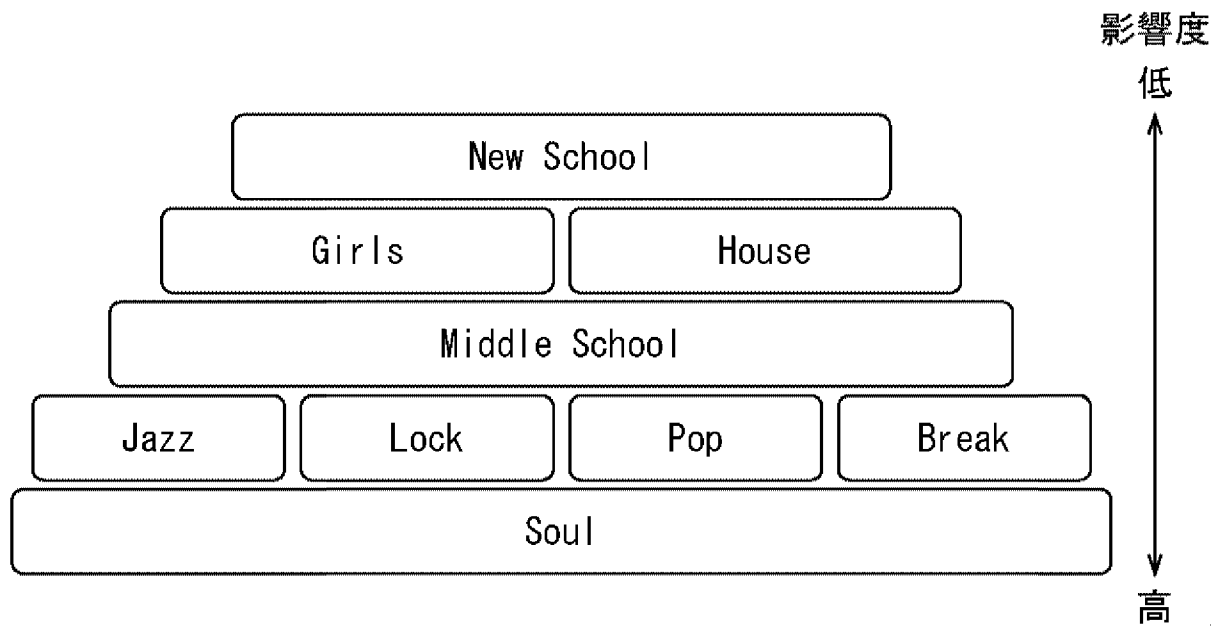 影響度
低
New School
Girls House
Middle School
Jazz Lock Pop Break
Soul
高